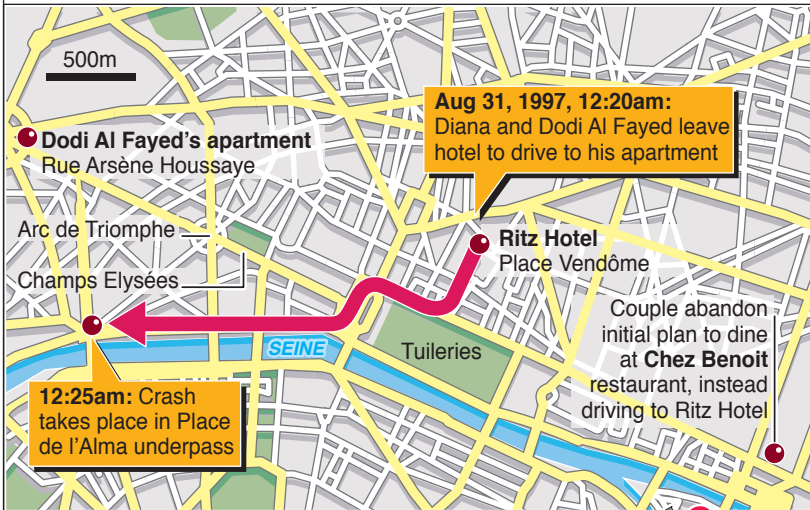 500m
Aug 31, 1997, 12:20am:
Diana and Dodi Al Fayed leave
hotel to drive to his apartment
Dodi Al Fayed's apartment
Rue Arsène Houssaye
Arc de Triomphe
Champs Elysées
Ritz Hotel
Place Vendôme
Couple abandon
initial plan to dine
at Chez Benoit
restaurant, instead
driving to Ritz Hotel
SEINE
Tuileries
12:25am: Crash
takes place in Place
de l'Alma underpass